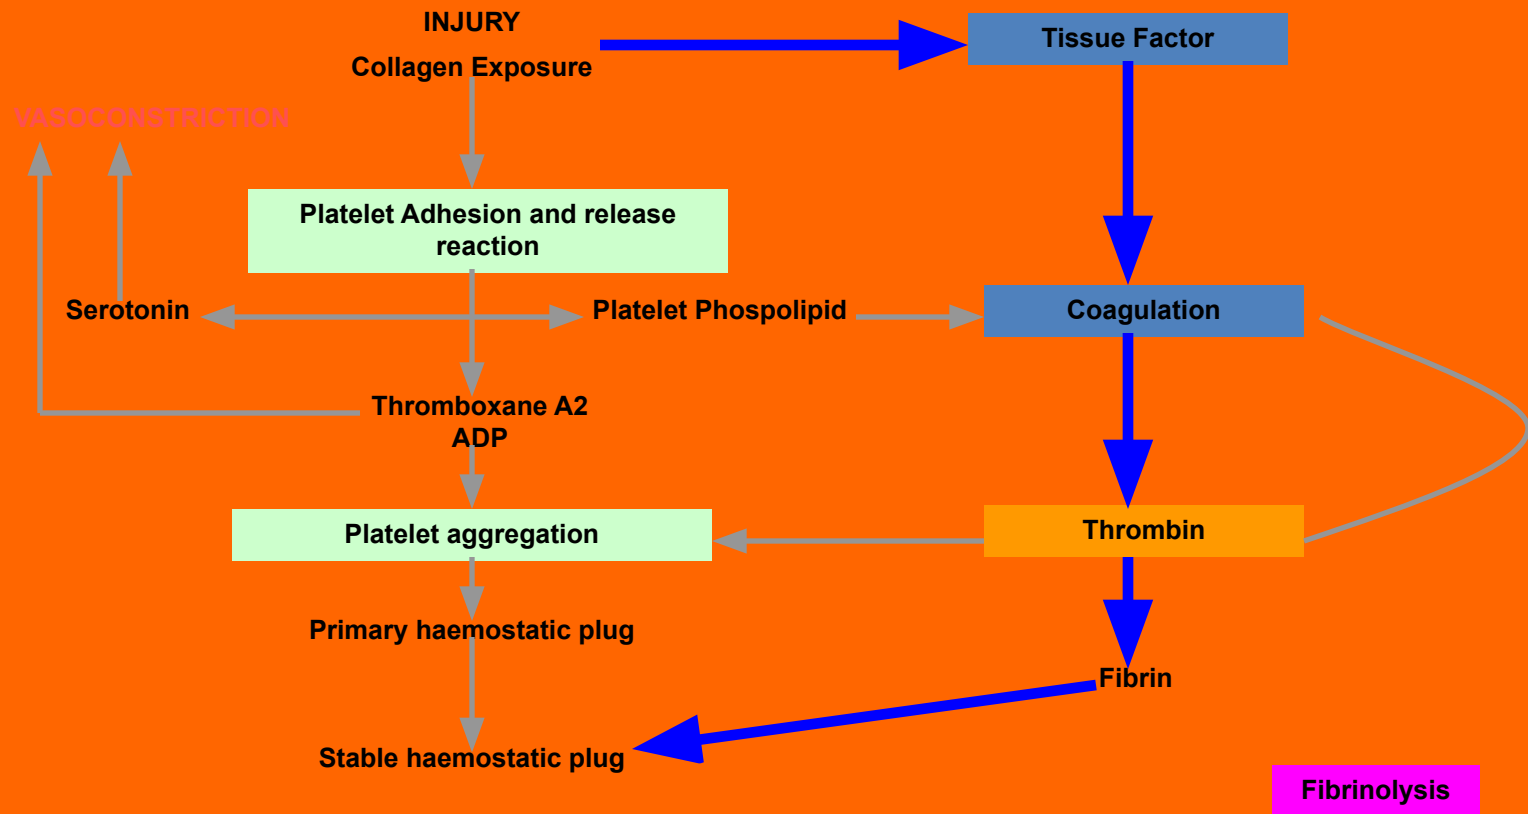 INJURY
Tissue Factor
Collagen Exposure
VASOCONSTRICTION
Platelet Adhesion and release
reaction
Serotonin
Platelet Phospolipid
Coagulation
Thromboxane A2
ADP
Platelet aggregation
Thrombin
Primary haemostatic plug
Fibrin
Stable haemostatic plug
Fibrinolysis